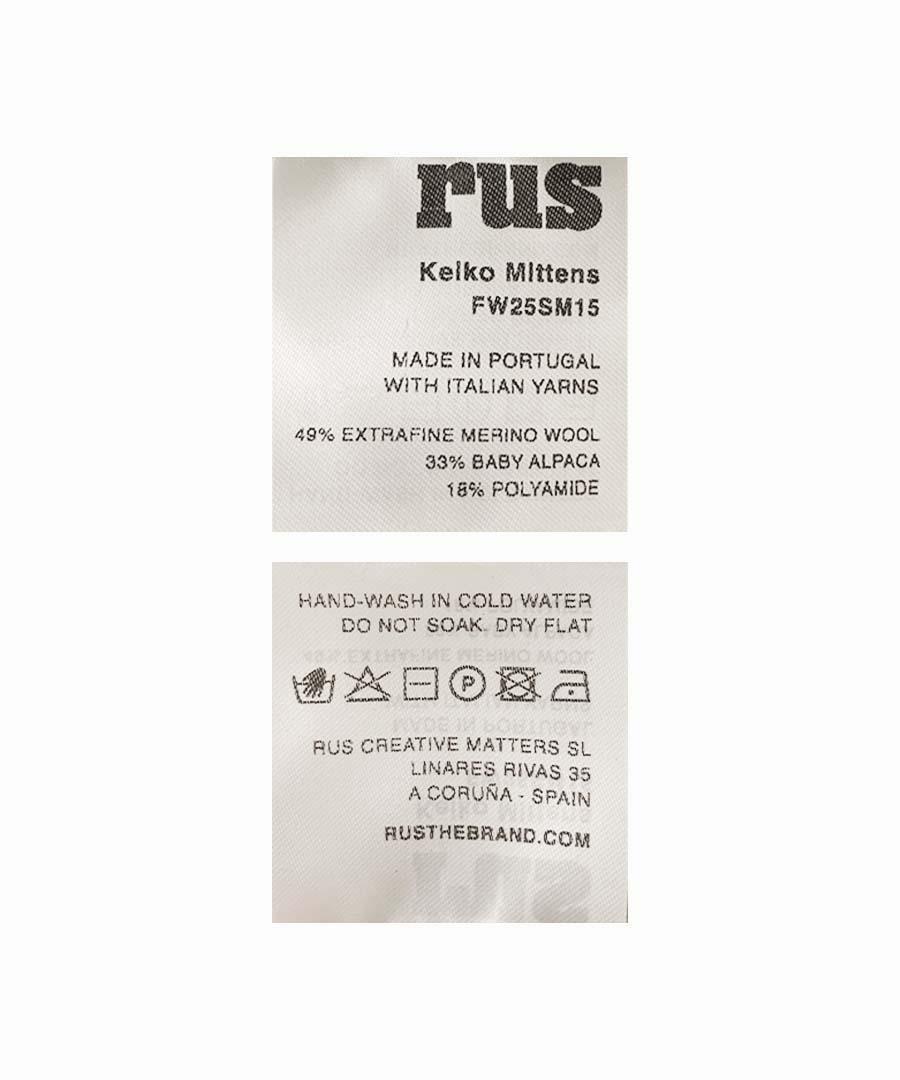 rus
Keiko Mittens
FW25SM15
MADE IN PORTUGAL
WITH ITALIAN YARNS
49% EXTRAFINE MERINO WOOL
33% BABY ALPACA
18% POLYAMIDE
HAND-WASH IN COLD WATER
DO NOT SOAK. DRY FLAT
P
RUS CREATIVE MATTERS SL
LINARES RIVAS 35
A CORUÑA - SPAIN
RUSTHEBRAND.COM